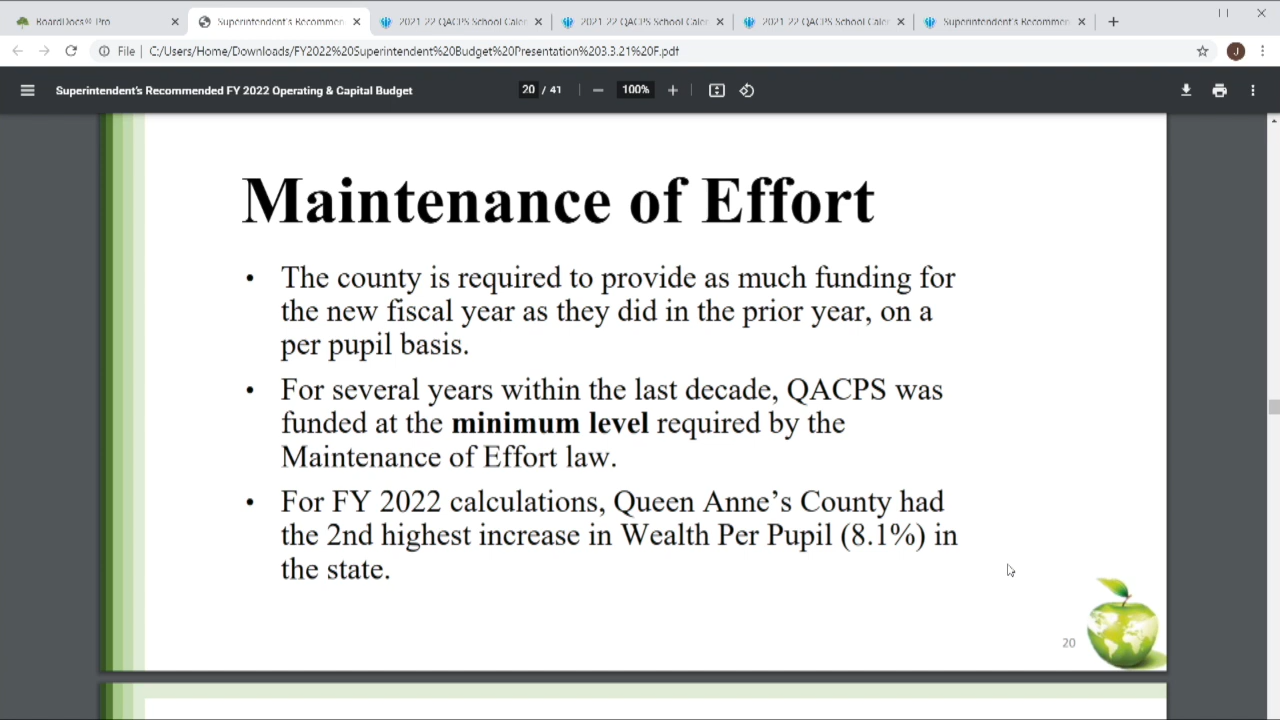 BoardDocs® Pro
Superintendent's Recommen
2021 22 QACPS School Caler
2021 22 QACPS School Caler
2021 22 QACPS School Caler
Superintendent's Recommen
File | C:/Users/Home/Downloads/FY2022%20Superintendent%20Budget%20Presentation%203.3.21%20F.pdf
J
Superintendent's Recommended FY 2022 Operating & Capital Budget
20 / 41
100%
Maintenance of Effort
• The county is required to provide as much funding for
the new fiscal year as they did in the prior year, on a
per pupil basis.
• For several years within the last decade, QACPS was
funded at the minimum level required by the
Maintenance of Effort law.
• For FY 2022 calculations, Queen Anne's County had
the 2nd highest increase in Wealth Per Pupil (8.1%) in
the state.
20